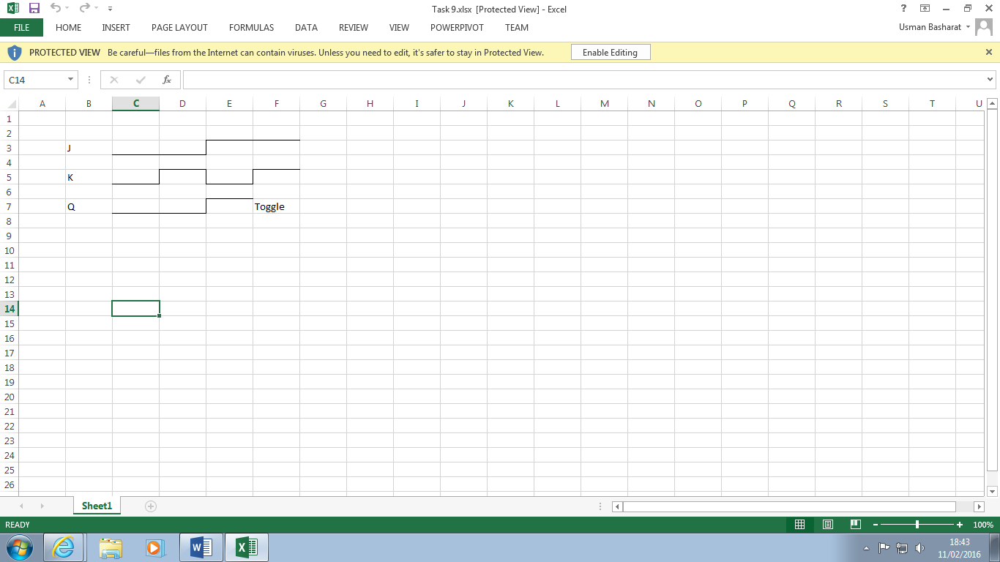 Task 9.xlsx [Protected View] - Excel
FILE HOME INSERT PAGE LAYOUT FORMULAS DATA REVIEW VIEW POWERPIVOT TEAM Usman Basharat
PROTECTED VIEW Be careful—files from the Internet can contain viruses. Unless you need to edit, it's safer to stay in Protected View. Enable Editing
C14 fx
A B C D E F G H I J K L M N O P Q R S T U
1
2
3 J
4
5 K
6
7 Q Toggle
8
9
10
11
12
13
14
15
16
17
18
19
20
21
22
23
24
25
26
Sheet1
READY 100%
18:43
11/02/2016